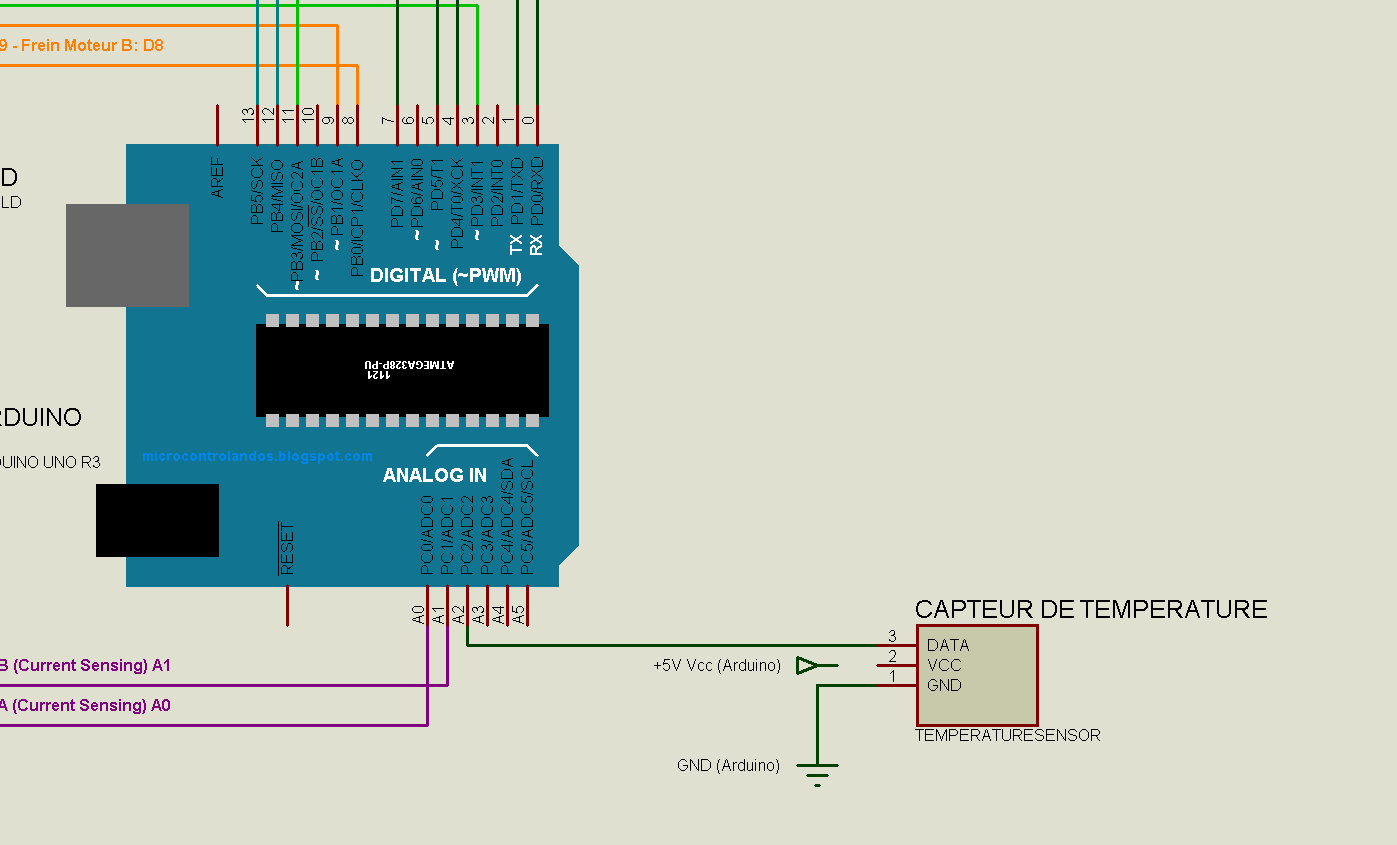 9 - Frein Moteur B: D8
13
12
11
10
9
8
7
6
5
4
3
2
1
0
AREF
PB5/SCK
PB4/MISO
PB3/MOSI/OC2A
PB2/SS/OC1B
PB1/OC1A
PB0/ICP1/CLKO
PD7/AIN1
PD6/AIN0
PD5/T1
PD4/T0/XCK
PD3/INT1
PD2/INT0
PD1/TXD
PD0/RXD
~
~
~
~
~
~
TX
RX
D
LD
DIGITAL (~PWM)
ATMEGA328P-PU
1121
RDUINO
DUINO UNO R3
microcontrolandos.blogspot.com
ANALOG IN
RESET
PC0/ADC0
PC1/ADC1
PC2/ADC2
PC3/ADC3
PC4/ADC4/SDA
PC5/ADC5/SCL
A0
A1
A2
A3
A4
A5
CAPTEUR DE TEMPERATURE
3
DATA
2
VCC
1
GND
+5V Vcc (Arduino)
TEMPERATURESENSOR
GND (Arduino)
B (Current Sensing) A1
A (Current Sensing) A0